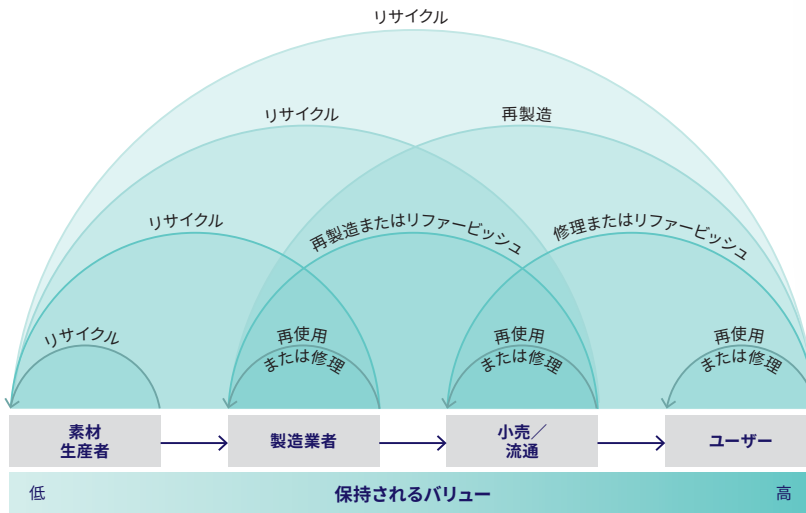 リサイクル
リサイクル
再製造
リサイクル
再製造またはリファービッシュ
修理またはリファービッシュ
リサイクル
再使用
または修理
再使用
または修理
再使用
または修理
素材
生産者
製造業者
小売／
流通
ユーザー
低
保持されるバリュー
高